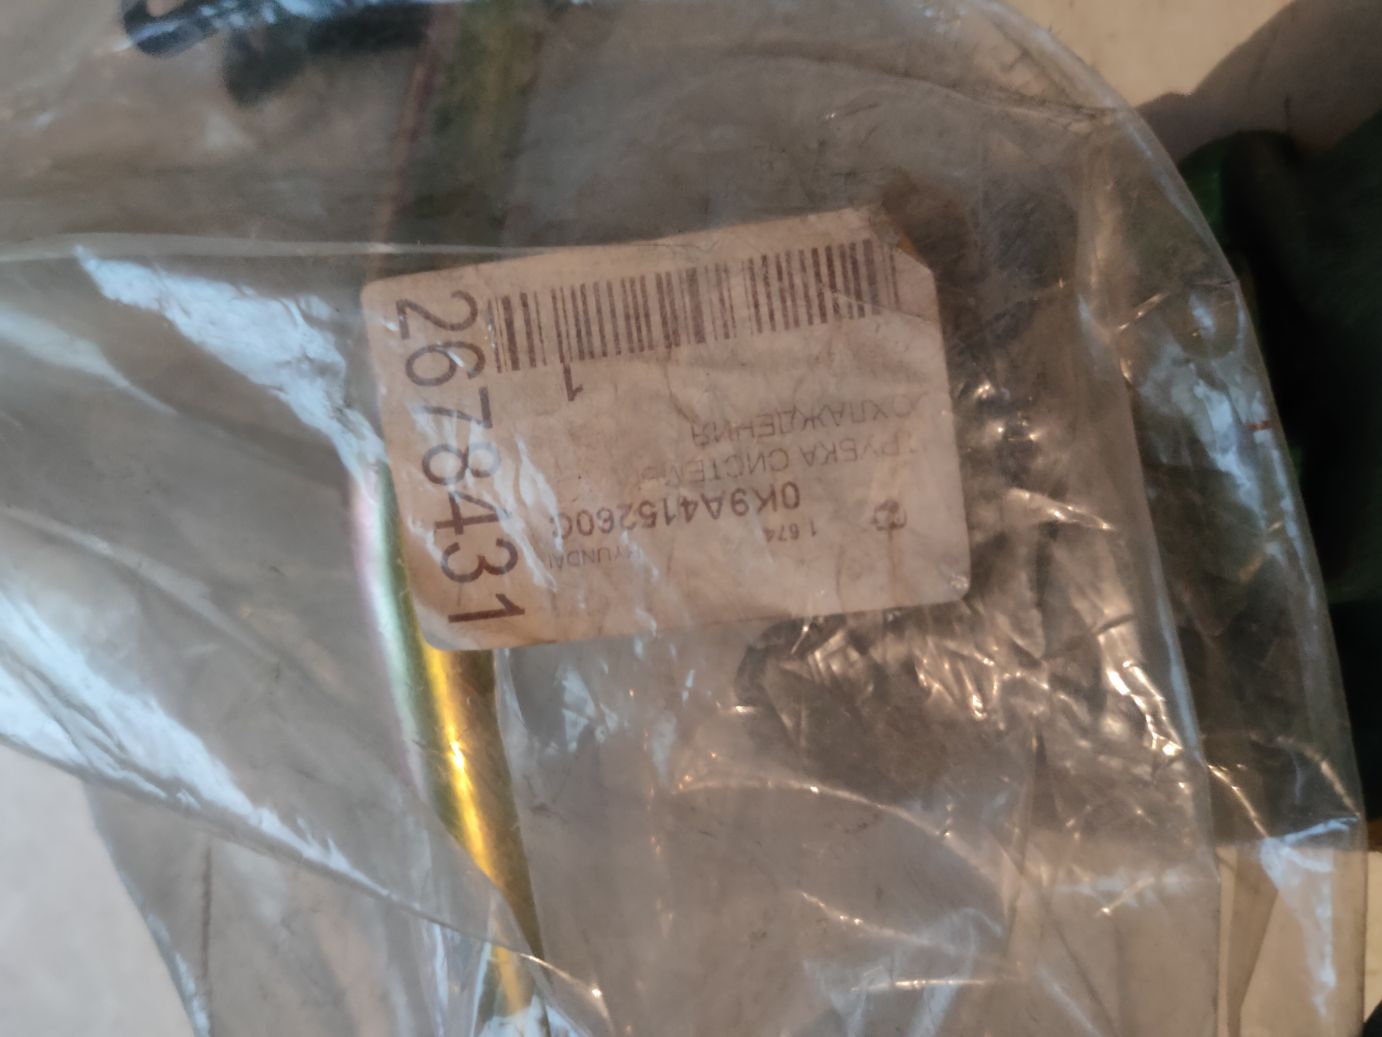 HYUNDAI
1 674
0K9A415260C
ТРУБКА СИСТЕМЫ
ОХЛАЖДЕНИЯ
1
2678431